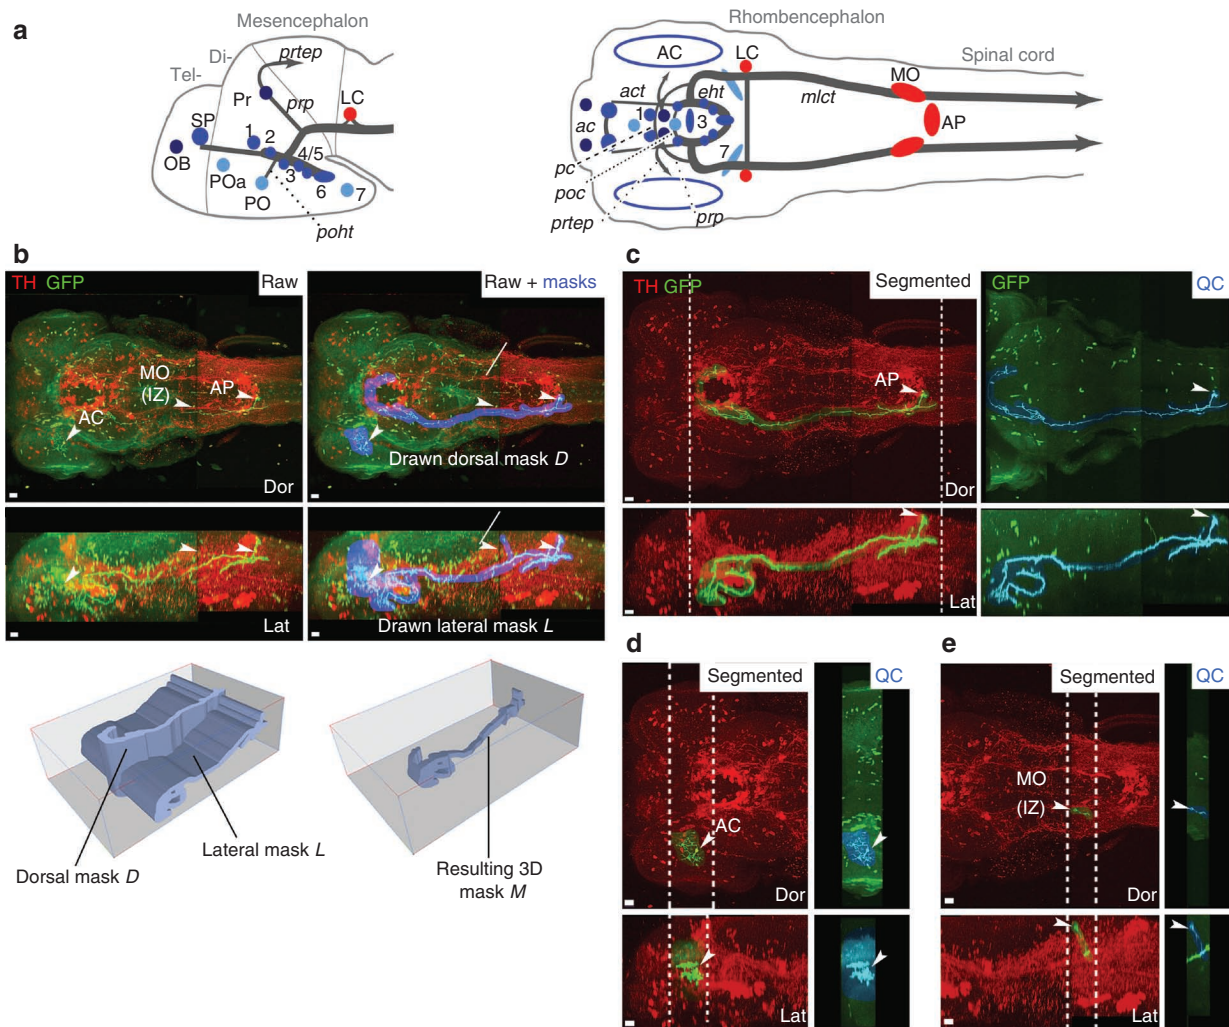 a
Mesencephalon
Di-
Tel-
prtep
Pr
prp
LC
SP
1
2
4/5
OB
POa
3
PO
6
7
poht
Rhombencephalon
Spinal cord
AC
LC
MO
act
eht
mlct
ac
1
3
AP
7
pc
poc
prtep
prp
b
TH GFP
Raw
MO
(IZ)
AP
AC
Dor
Raw + masks
Drawn dorsal mask D
Lat
Drawn lateral mask L
Dorsal mask D
Lateral mask L
Resulting 3D
mask M
c
TH GFP
Segmented
AP
Dor
GFP
QC
Lat
d
Segmented
QC
AC
Dor
Lat
e
Segmented
QC
MO
(IZ)
Dor
Lat